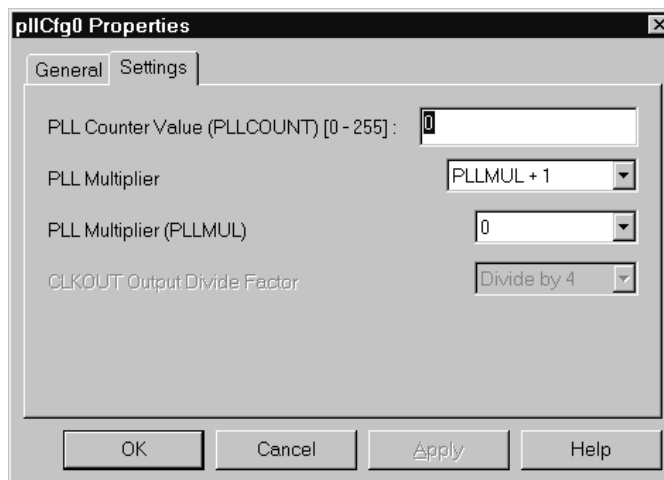 pllCfg0 Properties
General Settings
PLL Counter Value (PLLCOUNT) [0 - 255] : 0
PLL Multiplier PLLMUL + 1
PLL Multiplier (PLLMUL) 0
CLKOUT Output Divide Factor Divide by 4
OK Cancel Apply Help